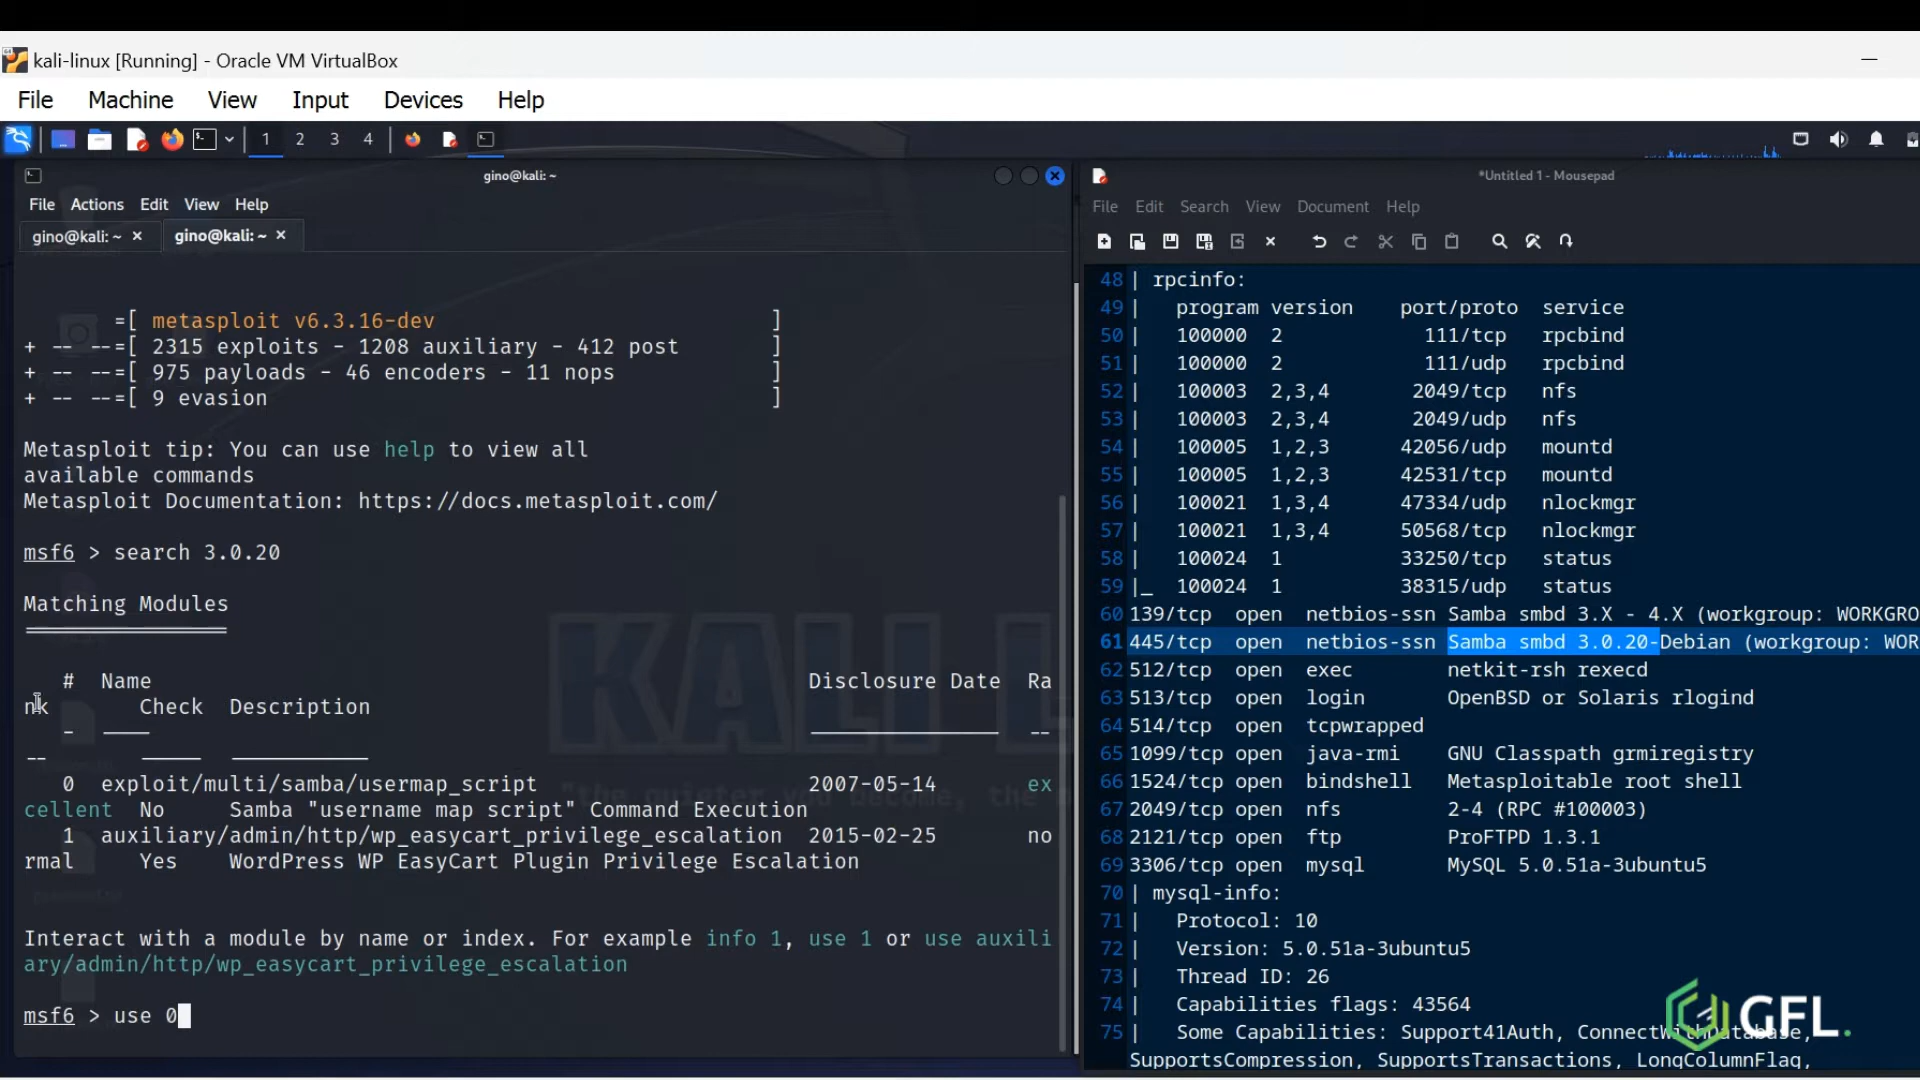 kali-linux [Running] - Oracle VM VirtualBox
File Machine View Input Devices Help
1 2 3 4
gino@kali: ~
File Actions Edit View Help
gino@kali: ~ × gino@kali: ~ ×
=[ metasploit v6.3.16-dev ]
+ -- --=[ 2315 exploits - 1208 auxiliary - 412 post ]
+ -- --=[ 975 payloads - 46 encoders - 11 nops ]
+ -- --=[ 9 evasion ]
Metasploit tip: You can use help to view all
available commands
Metasploit Documentation: https://docs.metasploit.com/
msf6 > search 3.0.20
Matching Modules
================
# Name Disclosure Date Ra
nk Check Description
- ---- --------------- --
-- ----- -----------
0 exploit/multi/samba/usermap_script 2007-05-14 ex
cellent No Samba "username map script" Command Execution
1 auxiliary/admin/http/wp_easycart_privilege_escalation 2015-02-25 no
rmal Yes WordPress WP EasyCart Plugin Privilege Escalation
Interact with a module by name or index. For example info 1, use 1 or use auxili
ary/admin/http/wp_easycart_privilege_escalation
msf6 > use 0
KALI L
"the quieter you become, the
*Untitled 1 - Mousepad
File Edit Search View Document Help
48 | rpcinfo:
49 | program version port/proto service
50 | 100000 2 111/tcp rpcbind
51 | 100000 2 111/udp rpcbind
52 | 100003 2,3,4 2049/tcp nfs
53 | 100003 2,3,4 2049/udp nfs
54 | 100005 1,2,3 42056/udp mountd
55 | 100005 1,2,3 42531/tcp mountd
56 | 100021 1,3,4 47334/udp nlockmgr
57 | 100021 1,3,4 50568/tcp nlockmgr
58 | 100024 1 33250/tcp status
59 |_ 100024 1 38315/udp status
60 139/tcp open netbios-ssn Samba smbd 3.X - 4.X (workgroup: WORKGRO
61 445/tcp open netbios-ssn Samba smbd 3.0.20-Debian (workgroup: WOR
62 512/tcp open exec netkit-rsh rexecd
63 513/tcp open login OpenBSD or Solaris rlogind
64 514/tcp open tcpwrapped
65 1099/tcp open java-rmi GNU Classpath grmiregistry
66 1524/tcp open bindshell Metasploitable root shell
67 2049/tcp open nfs 2-4 (RPC #100003)
68 2121/tcp open ftp ProFTPD 1.3.1
69 3306/tcp open mysql MySQL 5.0.51a-3ubuntu5
70 | mysql-info:
71 | Protocol: 10
72 | Version: 5.0.51a-3ubuntu5
73 | Thread ID: 26
74 | Capabilities flags: 43564
75 | Some Capabilities: Support41Auth, ConnectWithDatabase,
SupportsCompression, SupportsTransactions, LongColumnFlag,
GFL.